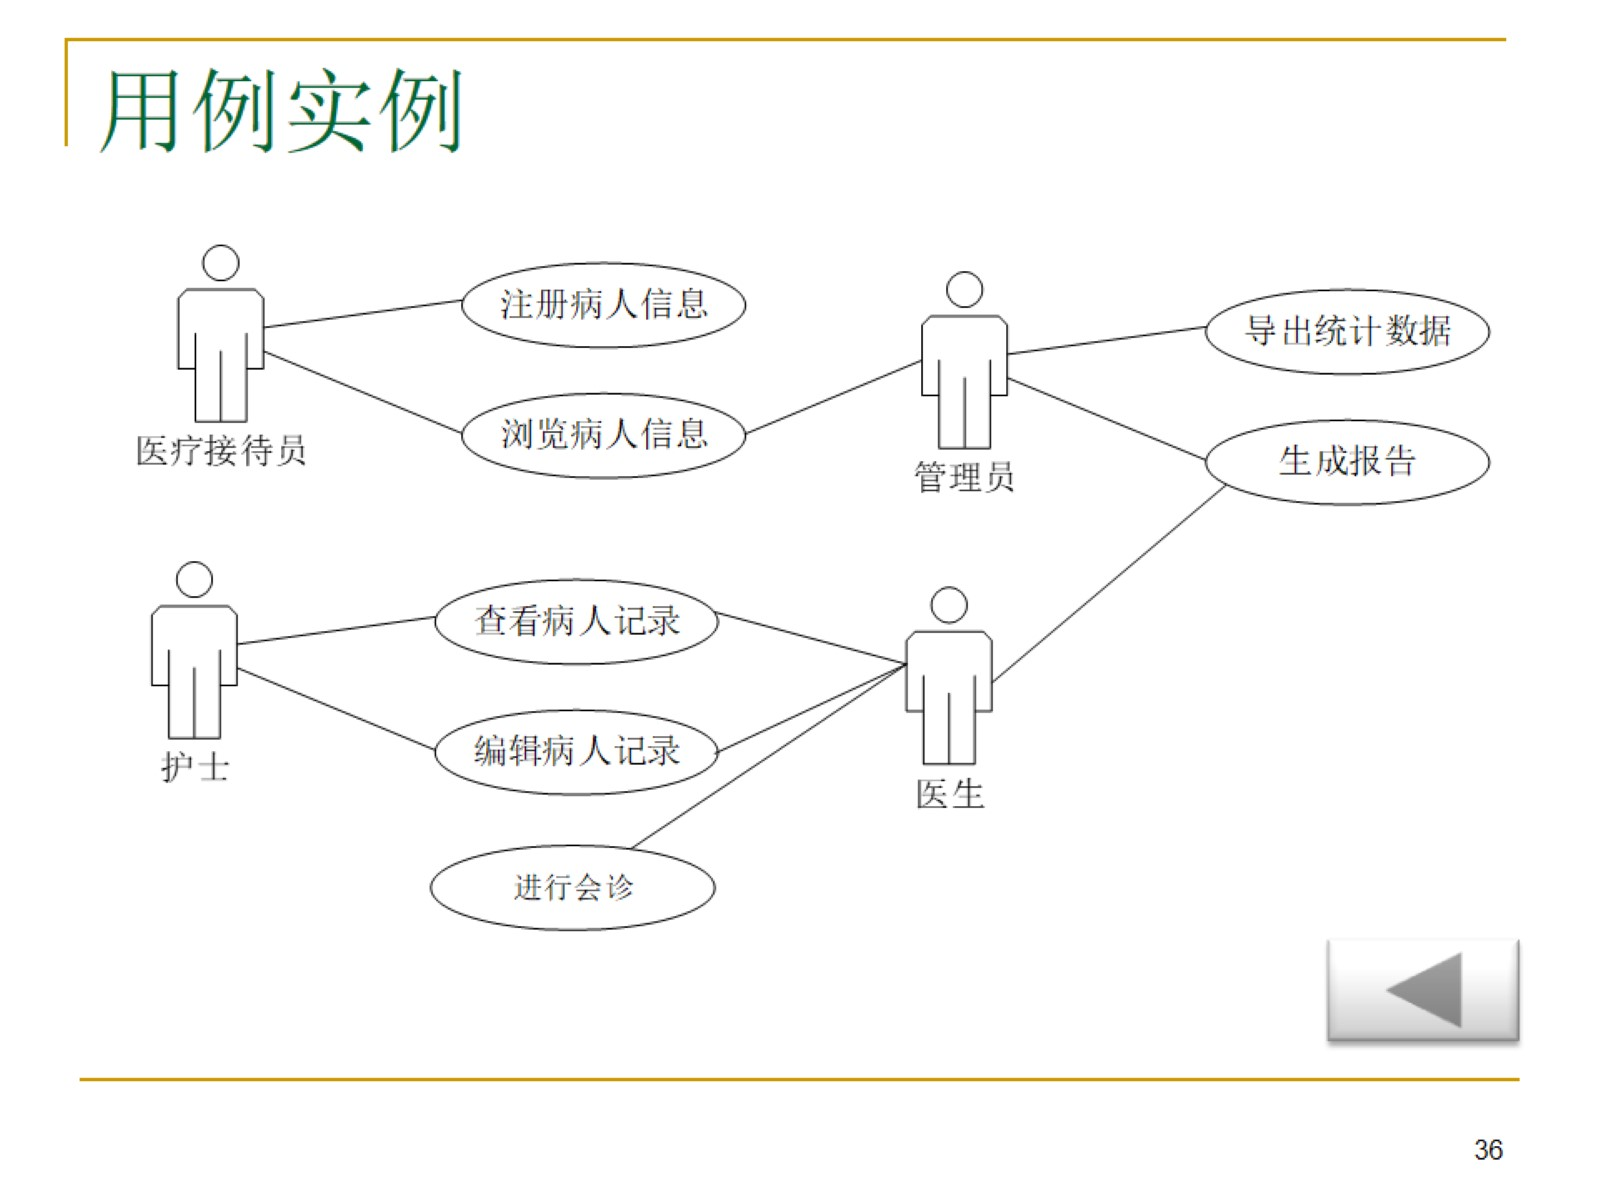 用例实例
注册病人信息
导出统计数据
浏览病人信息
医疗接待员
生成报告
管理员
查看病人记录
编辑病人记录
护士
医生
进行会诊
36